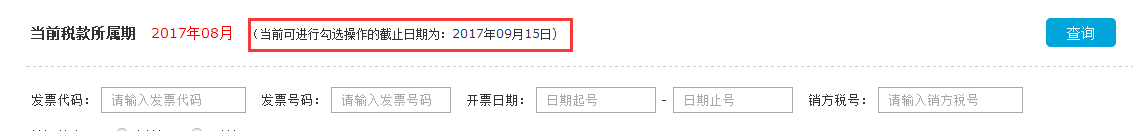 当前税款所属期 2017年08月 （当前可进行勾选操作的截止日期为：2017年09月15日） 查询
发票代码： 请输入发票代码 发票号码： 请输入发票号码 开票日期： 日期起号 - 日期止号 销方税号： 请输入销方税号